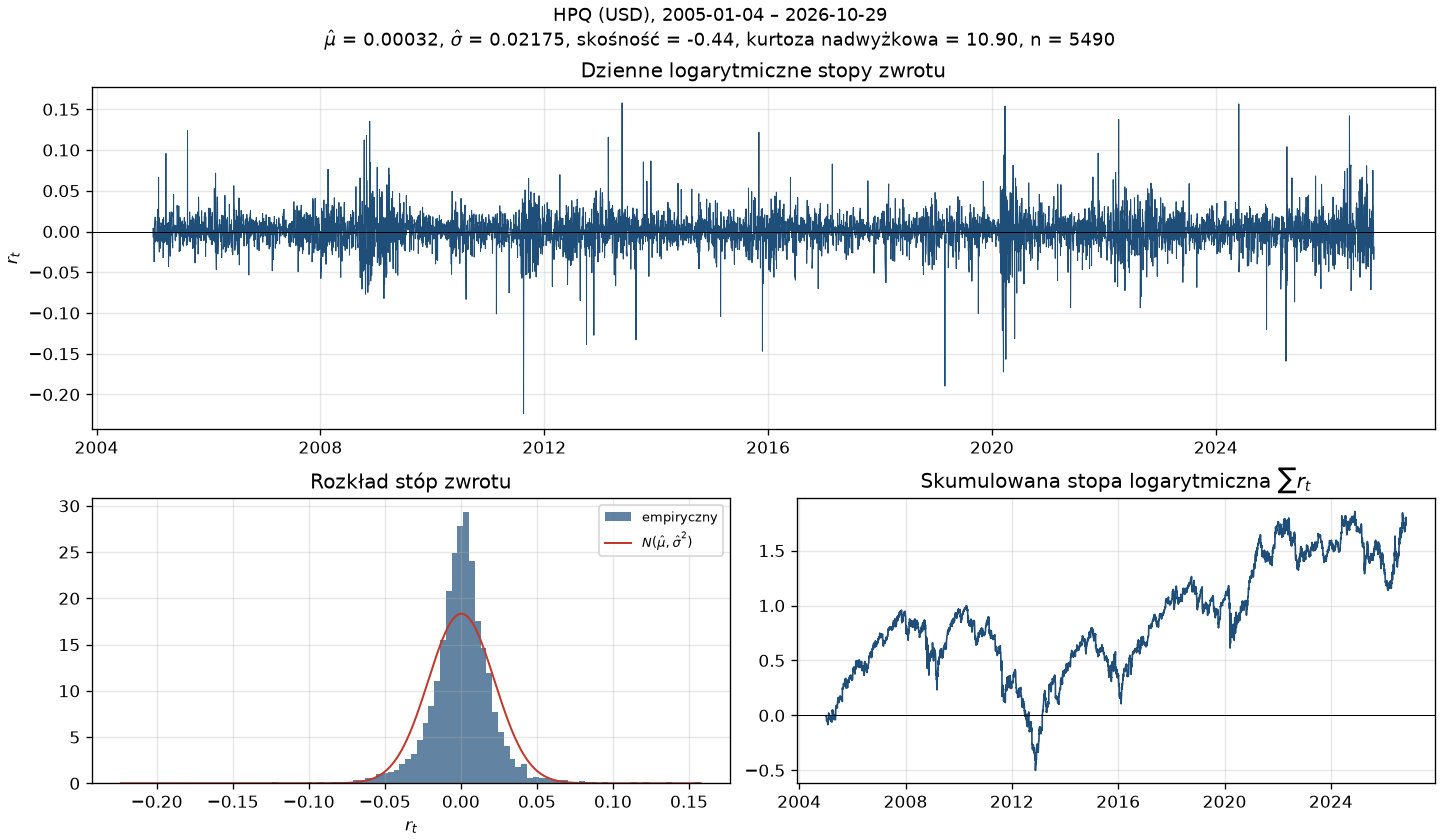 HPQ (USD), 2005-01-04 – 2026-10-29
μ̂ = 0.00032, σ̂ = 0.02175, skośność = -0.44, kurtoza nadwyżkowa = 10.90, n = 5490
Dzienne logarytmiczne stopy zwrotu
0.15
0.10
0.05
0.00
−0.05
−0.10
−0.15
−0.20
r_t
2004 2008 2012 2016 2020 2024
Rozkład stóp zwrotu
30
25
20
15
10
5
0
empiryczny
N(μ̂, σ̂²)
−0.20 −0.15 −0.10 −0.05 0.00 0.05 0.10 0.15
r_t
Skumulowana stopa logarytmiczna ∑r_t
1.5
1.0
0.5
0.0
−0.5
2004 2008 2012 2016 2020 2024